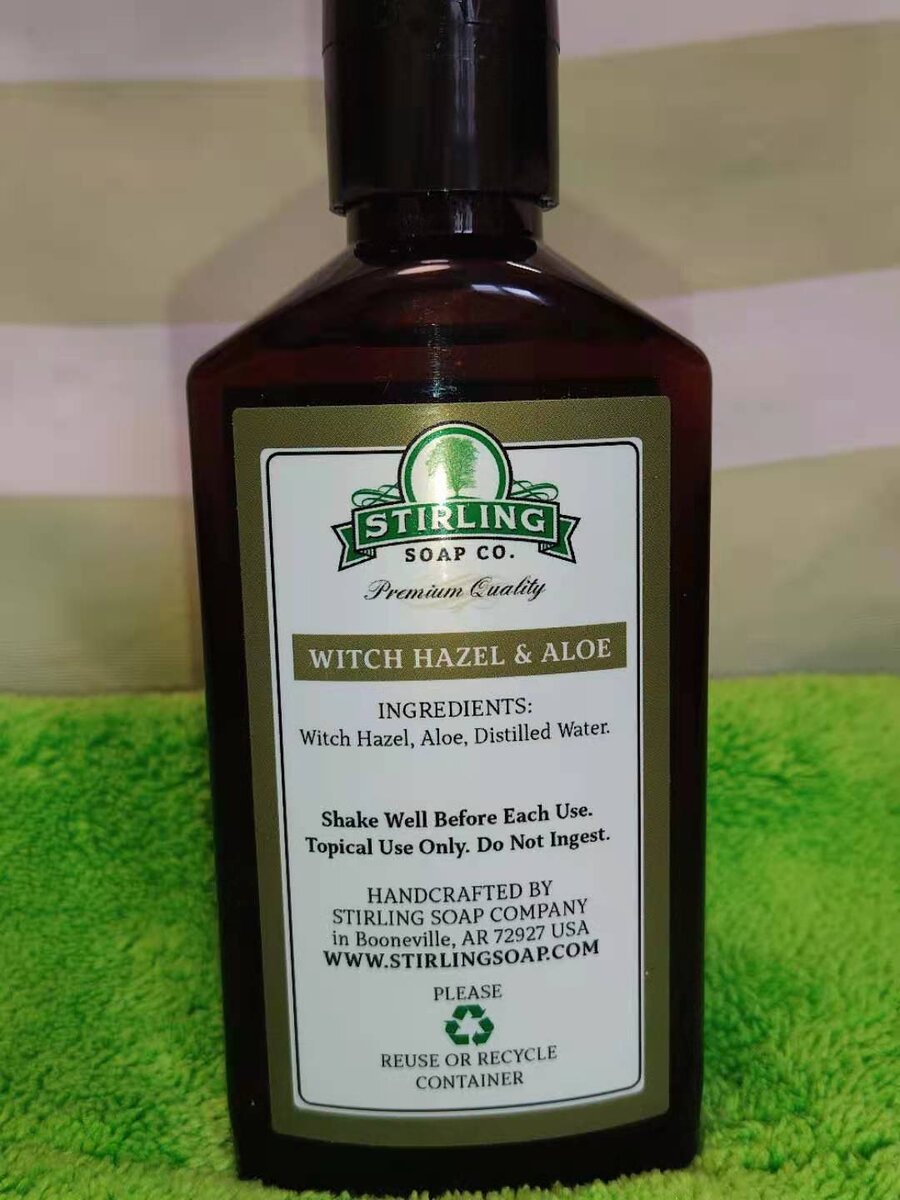 STIRLING
SOAP CO.
Premium Quality
WITCH HAZEL & ALOE
INGREDIENTS:
Witch Hazel, Aloe, Distilled Water.
Shake Well Before Each Use.
Topical Use Only. Do Not Ingest.
HANDCRAFTED BY
STIRLING SOAP COMPANY
in Booneville, AR 72927 USA
WWW.STIRLINGSOAP.COM
PLEASE
REUSE OR RECYCLE
CONTAINER